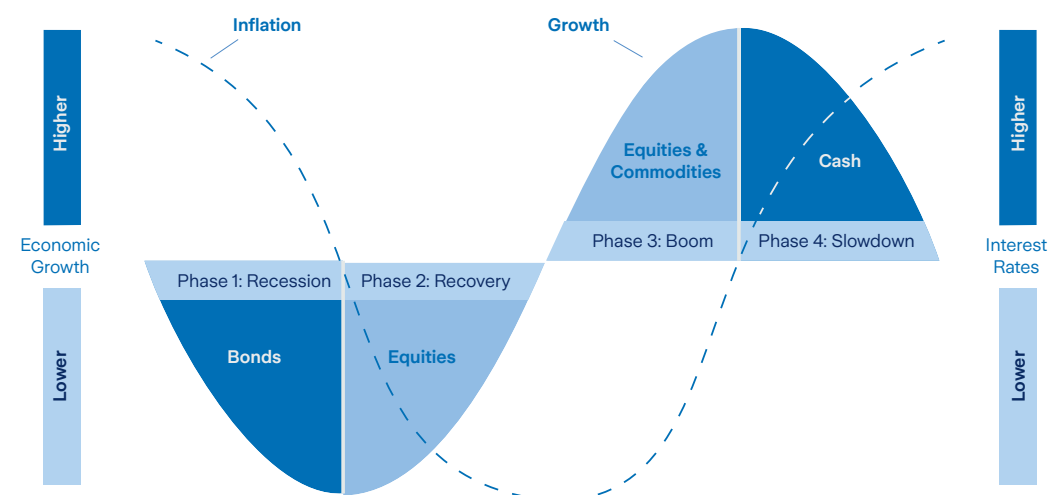 Inflation
Growth
Higher
Higher
Equities &
Commodities
Cash
Phase 3: Boom
Phase 4: Slowdown
Economic
Growth
Interest
Rates
Phase 1: Recession
Phase 2: Recovery
Bonds
Equities
Lower
Lower